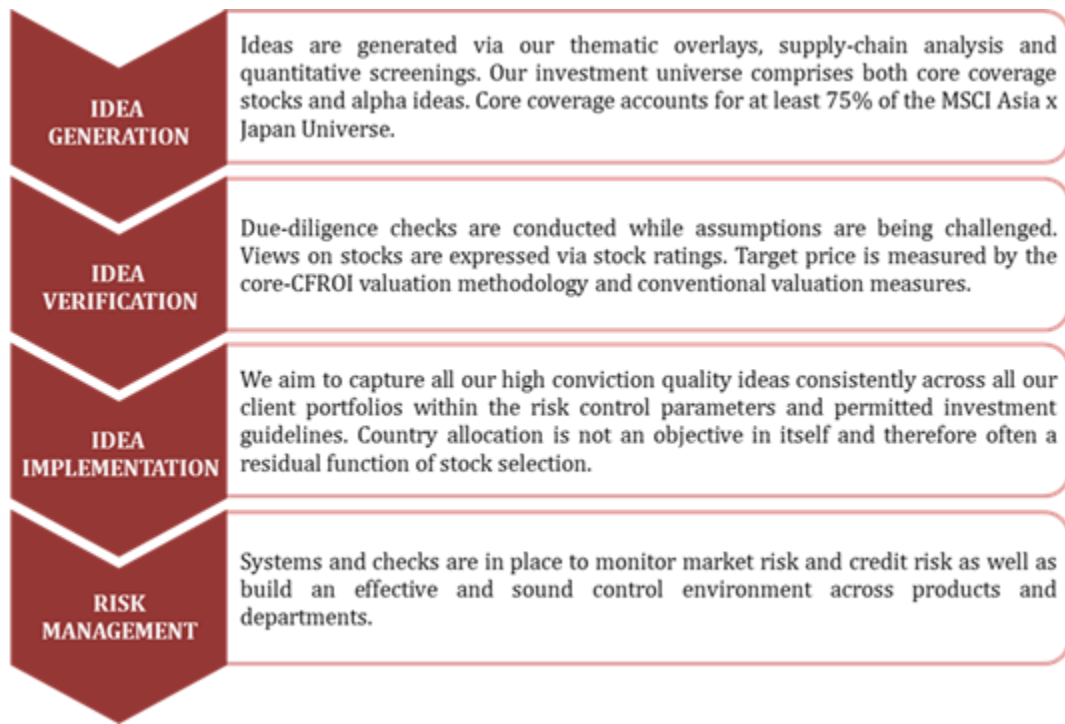 IDEA
GENERATION
Ideas are generated via our thematic overlays, supply-chain analysis and
quantitative screenings. Our investment universe comprises both core coverage
stocks and alpha ideas. Core coverage accounts for at least 75% of the MSCI Asia x
Japan Universe.
IDEA
VERIFICATION
Due-diligence checks are conducted while assumptions are being challenged.
Views on stocks are expressed via stock ratings. Target price is measured by the
core-CFROI valuation methodology and conventional valuation measures.
IDEA
IMPLEMENTATION
We aim to capture all our high conviction quality ideas consistently across all our
client portfolios within the risk control parameters and permitted investment
guidelines. Country allocation is not an objective in itself and therefore often a
residual function of stock selection.
RISK
MANAGEMENT
Systems and checks are in place to monitor market risk and credit risk as well as
build an effective and sound control environment across products and
departments.